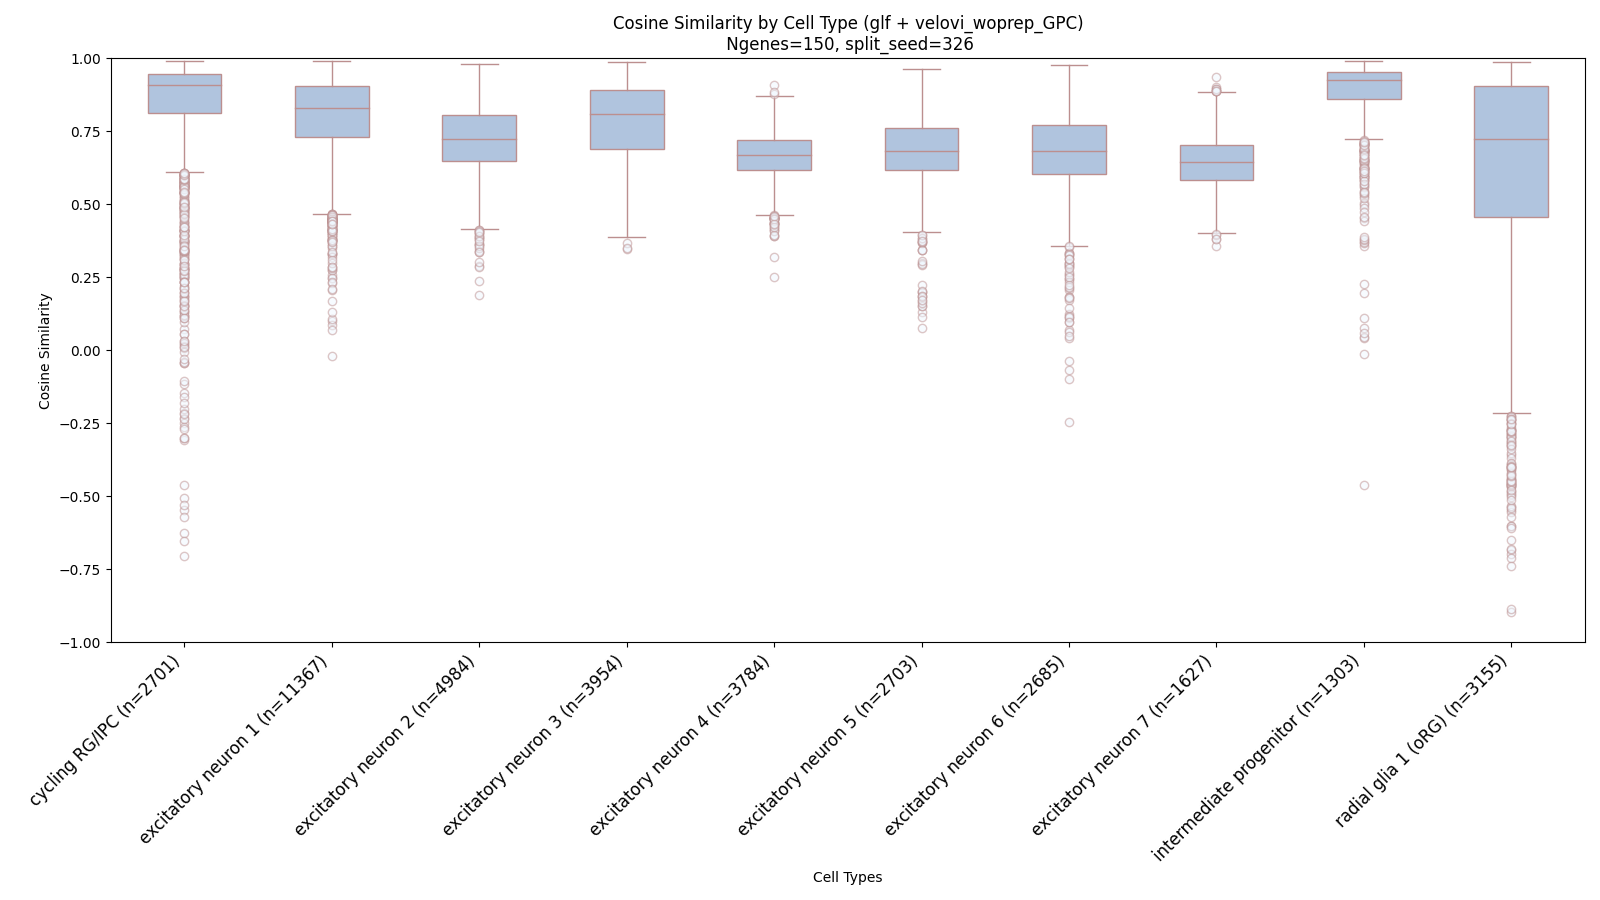 Cosine Similarity by Cell Type (glf + velovi_woprep_GPC)
Ngenes=150, split_seed=326
Cosine Similarity
1.00
0.75
0.50
0.25
0.00
−0.25
−0.50
−0.75
−1.00
cycling RG/IPC (n=2701)
excitatory neuron 1 (n=11367)
excitatory neuron 2 (n=4984)
excitatory neuron 3 (n=3954)
excitatory neuron 4 (n=3784)
excitatory neuron 5 (n=2703)
excitatory neuron 6 (n=2685)
excitatory neuron 7 (n=1627)
intermediate progenitor (n=1303)
radial glia 1 (oRG) (n=3155)
Cell Types